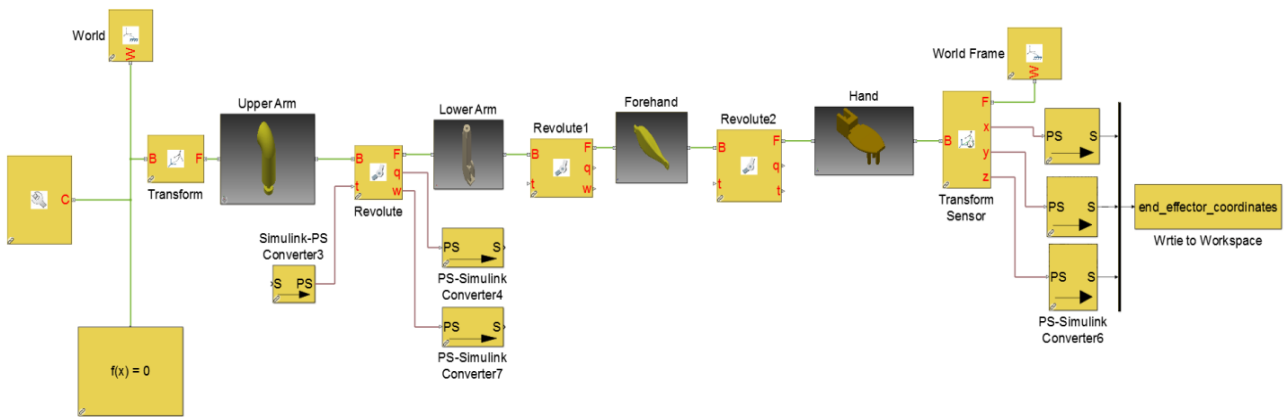 World
W
World Frame
W
Upper Arm
Lower Arm
Forehand
Hand
Revolute1
Revolute2
B
F
Transform
B
F
q
w
t
Revolute
B
F
q
w
t
B
F
q
t
t
B
F
x
y
z
Transform
Sensor
C
f(x) = 0
Simulink-PS
Converter3
S
PS
PS
S
PS-Simulink
Converter4
PS
S
PS-Simulink
Converter7
PS
S
PS
S
PS
S
PS-Simulink
Converter6
end_effector_coordinates
Wrtie to Workspace